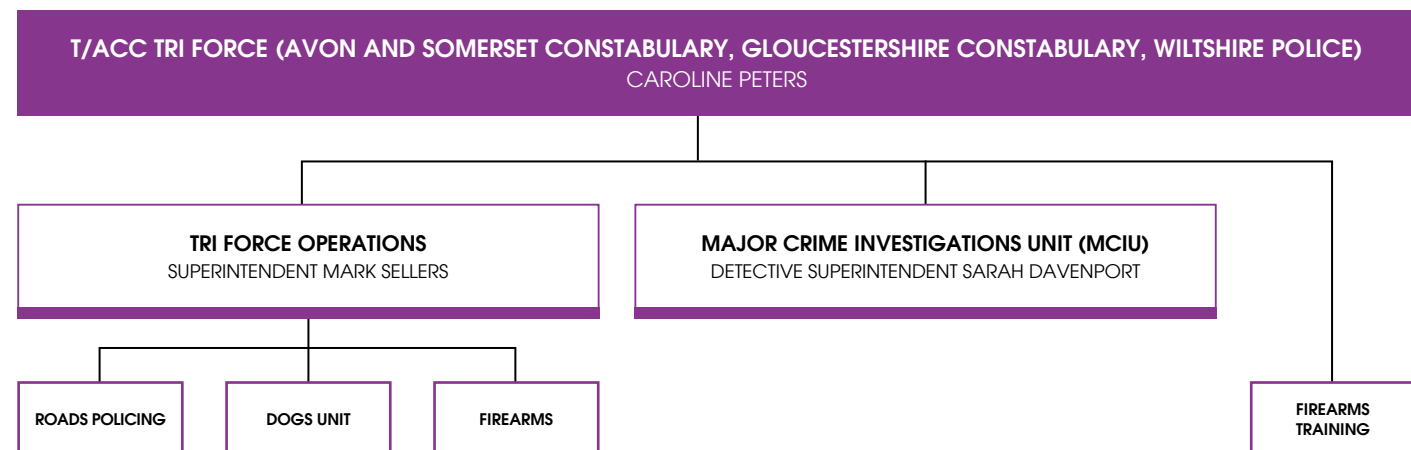 T/ACC TRI FORCE (AVON AND SOMERSET CONSTABULARY, GLOUCESTERSHIRE CONSTABULARY, WILTSHIRE POLICE)
CAROLINE PETERS
TRI FORCE OPERATIONS
SUPERINTENDENT MARK SELLERS
MAJOR CRIME INVESTIGATIONS UNIT (MCIU)
DETECTIVE SUPERINTENDENT SARAH DAVENPORT
ROADS POLICING
DOGS UNIT
FIREARMS
FIREARMS
TRAINING